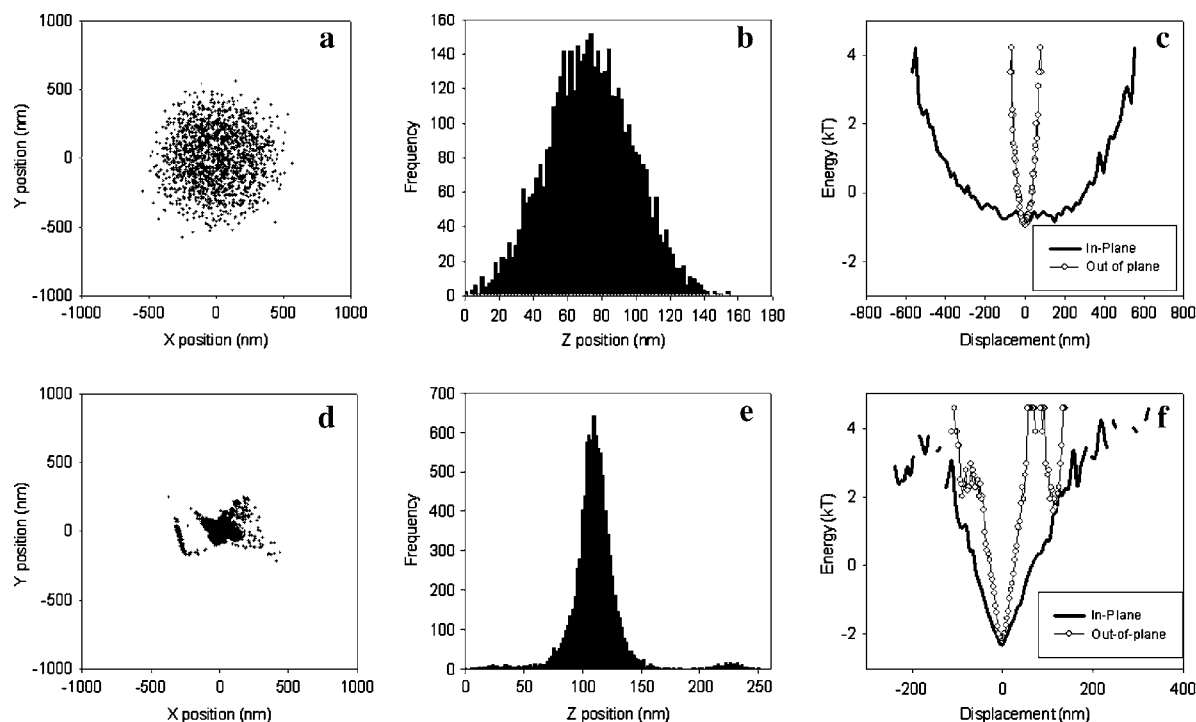 a
Y position (nm)
1000
500
0
-500
-1000
-1000 -500 0 500 1000
X position (nm)
b
Frequency
160
140
120
100
80
60
40
20
0
0 20 40 60 80 100 120 140 160 180
Z position (nm)
c
Energy (kT)
4
2
0
-2
In-Plane
Out of plane
-800 -600 -400 -200 0 200 400 600 800
Displacement (nm)
d
Y position (nm)
1000
500
0
-500
-1000
-1000 -500 0 500 1000
X position (nm)
e
Frequency
700
600
500
400
300
200
100
0
0 50 100 150 200 250
Z position (nm)
f
Energy (kT)
4
2
0
-2
In-Plane
Out-of-plane
-200 0 200 400
Displacement (nm)